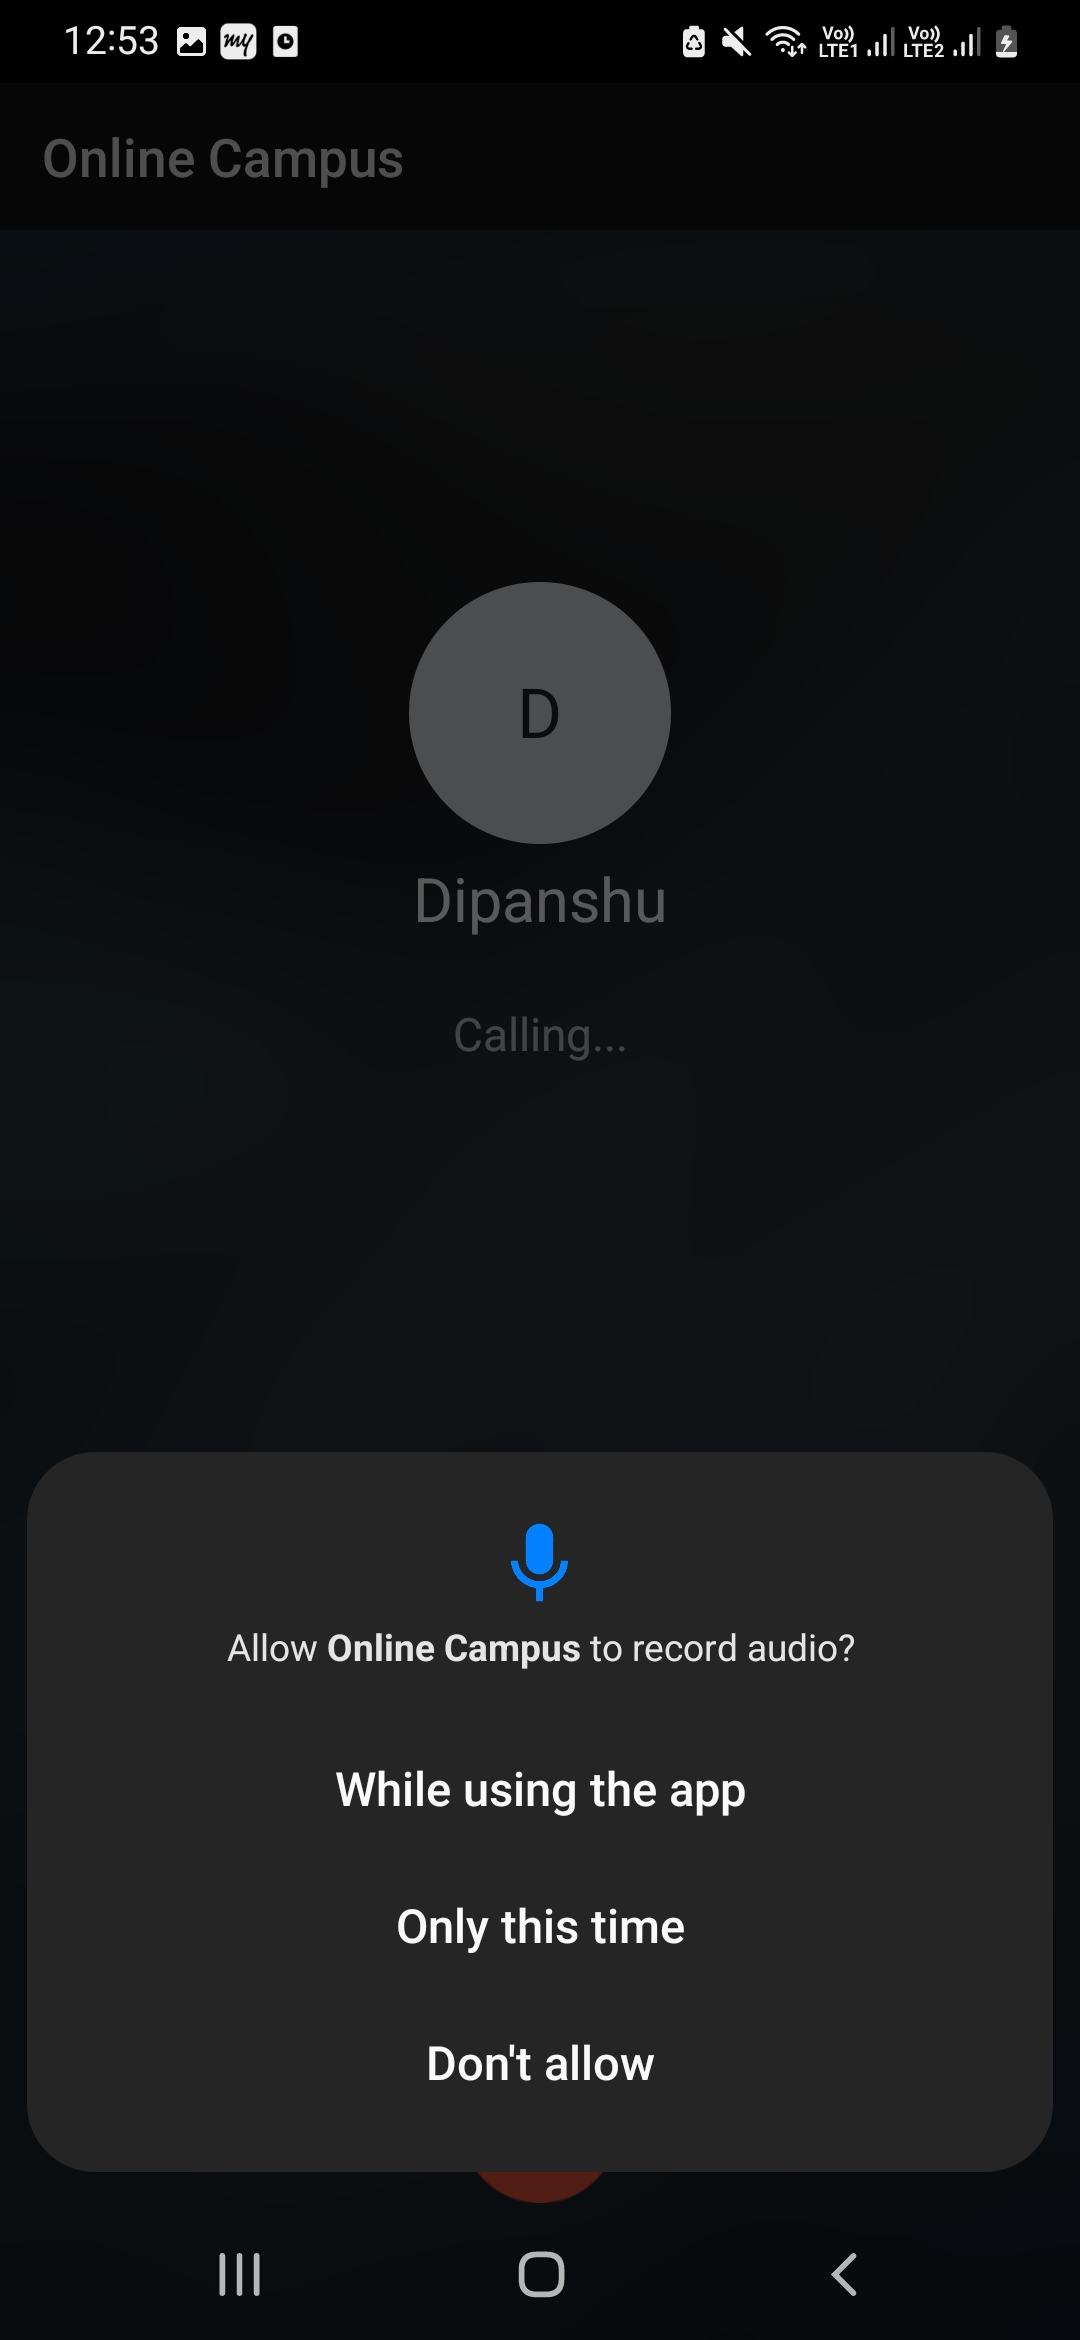 12:53 my Vo)) LTE1 Vo)) LTE2
Online Campus
D
Dipanshu
Calling...
Allow Online Campus to record audio?
While using the app
Only this time
Don't allow